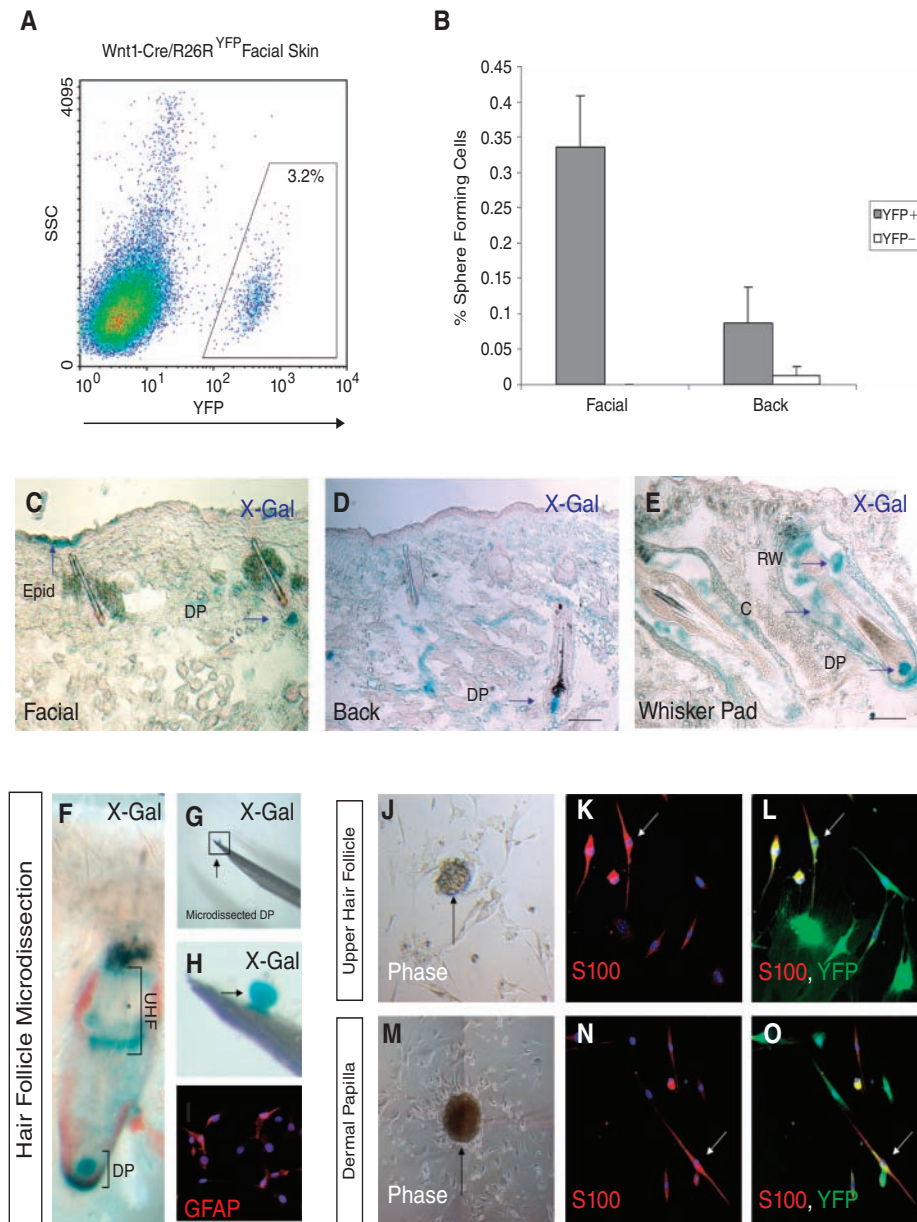 A
Wnt1-Cre/R26R YFP Facial Skin
4095
SSC
0
3.2%
10^0 10^1 10^2 10^3 10^4
YFP
B
0.45
0.4
0.35
0.3
0.25
0.2
0.15
0.1
0.05
0
% Sphere Forming Cells
Facial Back
YFP+
YFP−
C X-Gal
Epid
DP
Facial
D X-Gal
DP
Back
E X-Gal
RW
C
DP
Whisker Pad
Hair Follicle Microdissection
F X-Gal
UHF
DP
G X-Gal
Microdissected DP
H X-Gal
I
GFAP
Upper Hair Follicle
J
Phase
K
S100
L
S100, YFP
Dermal Papilla
M
Phase
N
S100
O
S100, YFP